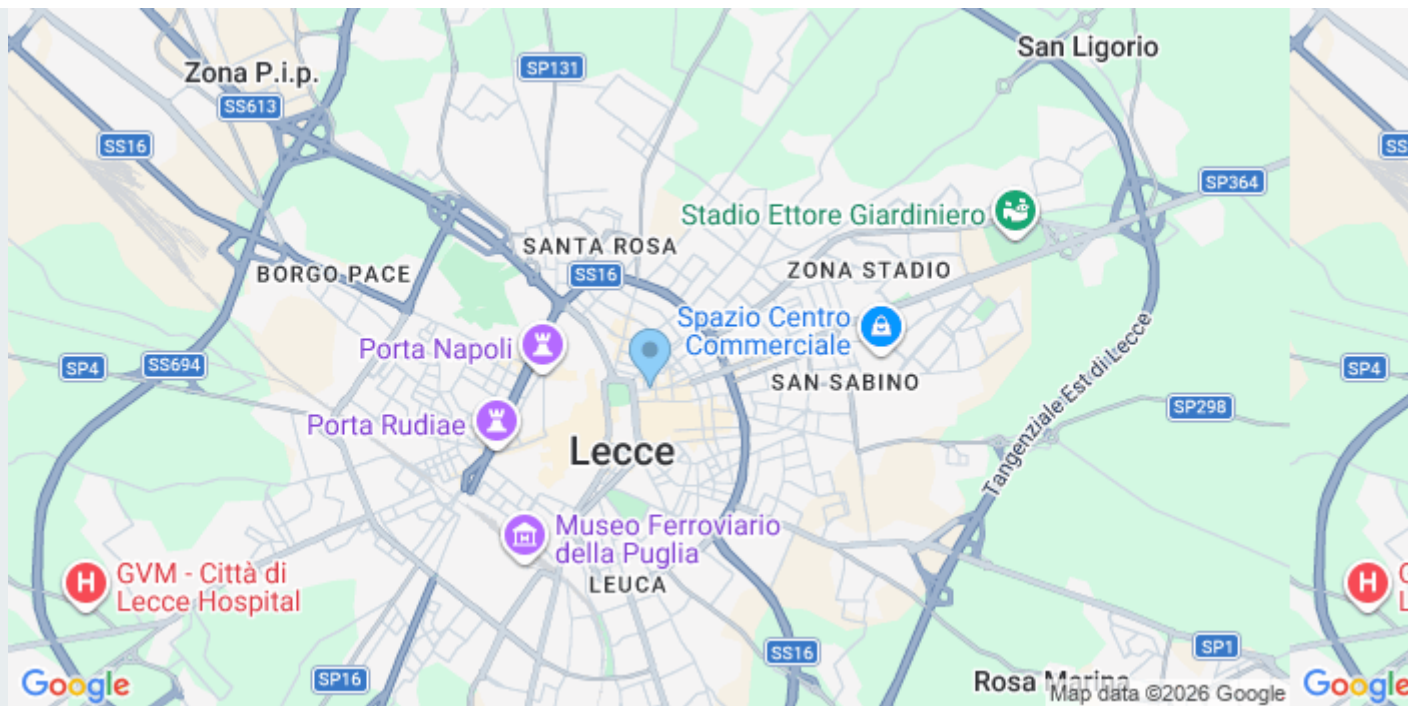 San Ligorio
Zona P.i.p.
SP131
SS613
SS16
SS
SP364
Stadio Ettore Giardiniero
SANTA ROSA
ZONA STADIO
BORGO PACE
SS16
Spazio Centro
Commerciale
Porta Napoli
SS694
SP4
SP4
SAN SABINO
Tangenziale Est di Lecce
SP298
Porta Rudiae
Lecce
Museo Ferroviario
della Puglia
LEUCA
GVM - Città di
Lecce Hospital
SP1
SS16
SP16
Rosa Marina
Google
Map data ©2026 Google
Google